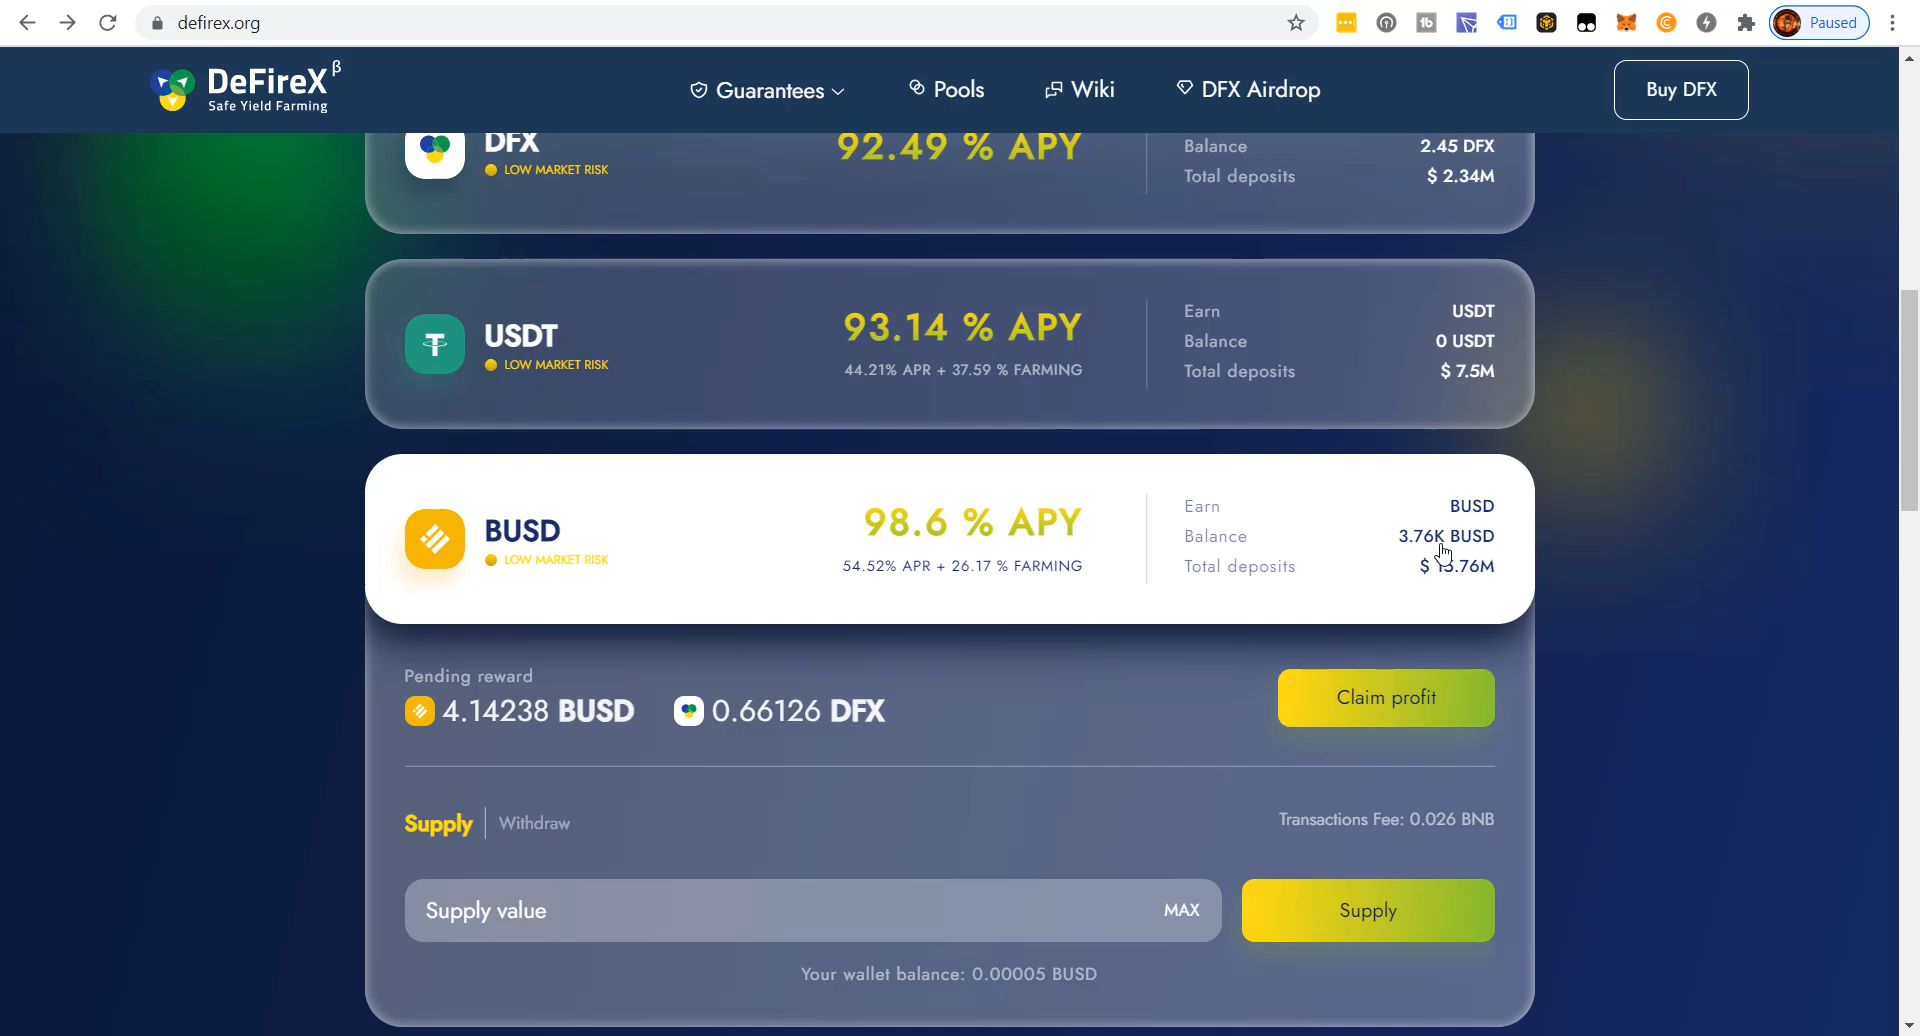 defirex.org
Paused
DeFireX β
Safe Yield Farming
Guarantees
Pools
Wiki
DFX Airdrop
Buy DFX
DFX
LOW MARKET RISK
92.49 % APY
Balance 2.45 DFX
Total deposits $ 2.34M
USDT
LOW MARKET RISK
93.14 % APY
44.21% APR + 37.59 % FARMING
Earn USDT
Balance 0 USDT
Total deposits $ 7.5M
BUSD
LOW MARKET RISK
98.6 % APY
54.52% APR + 26.17 % FARMING
Earn BUSD
Balance 3.76K BUSD
Total deposits $
Pending reward
4.14238 BUSD 0.66126 DFX
Claim profit
Supply Withdraw
Transactions Fee: 0.026 BNB
Supply value MAX
Supply
Your wallet balance: 0.00005 BUSD